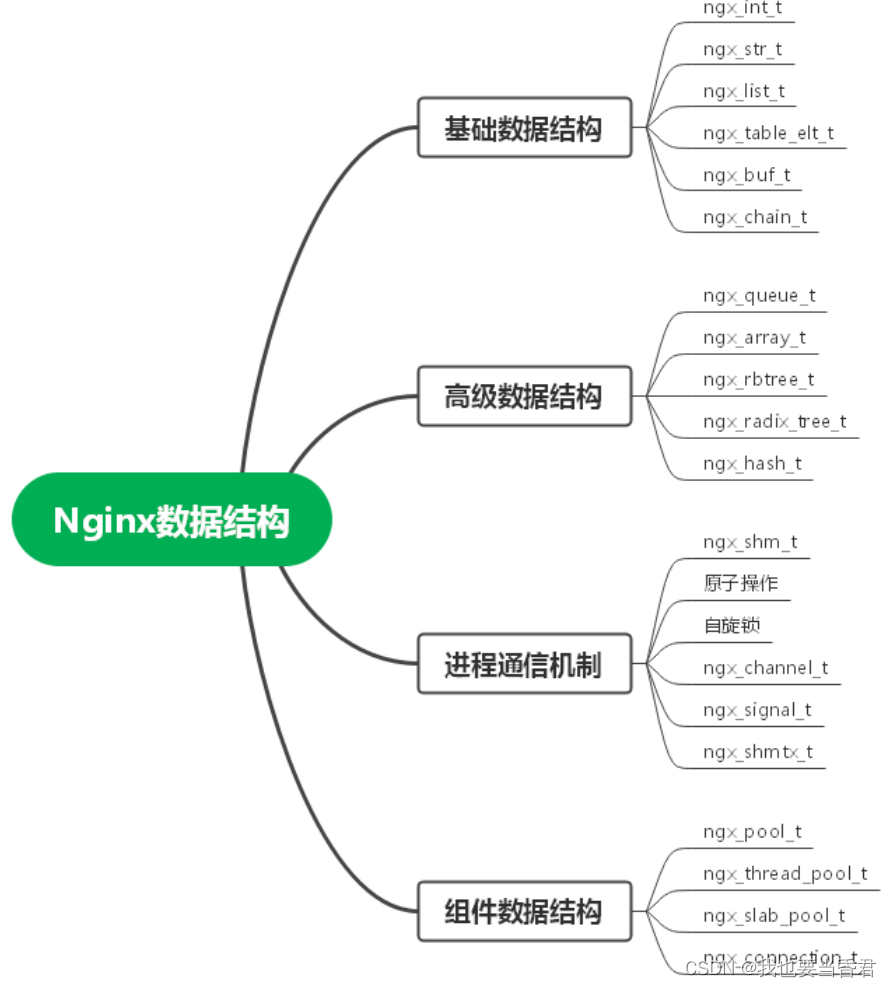 ngx_int_t
ngx_str_t
ngx_list_t
基础数据结构
ngx_table_elt_t
ngx_buf_t
ngx_chain_t
ngx_queue_t
ngx_array_t
ngx_rbtree_t
高级数据结构
ngx_radix_tree_t
ngx_hash_t
Nginx数据结构
ngx_shm_t
原子操作
自旋锁
进程通信机制
ngx_channel_t
ngx_signal_t
ngx_shmtx_t
ngx_pool_t
ngx_thread_pool_t
组件数据结构
ngx_slab_pool_t
ngx_connection_t
CSDN @我也要当昏君